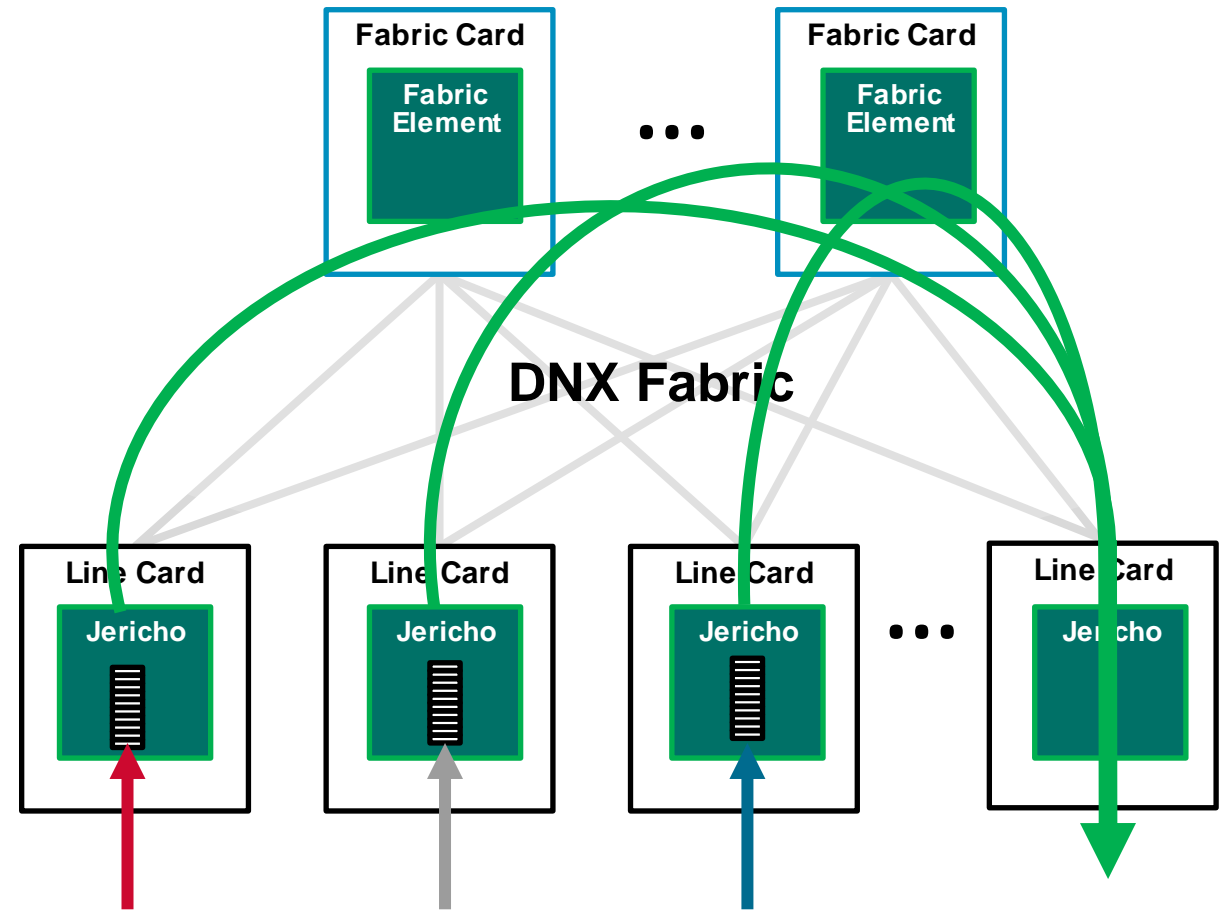 Fabric Card
Fabric Card
Fabric
Element
Fabric
Element
...
DNX Fabric
Line Card
Line Card
Line Card
Line Card
Jericho
Jericho
Jericho
Jericho
...